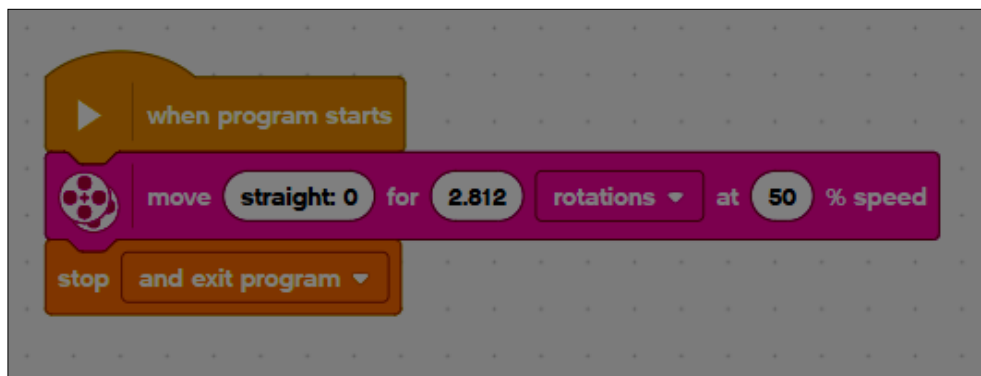 when program starts
move straight: 0 for 2.812 rotations at 50 % speed
stop and exit program